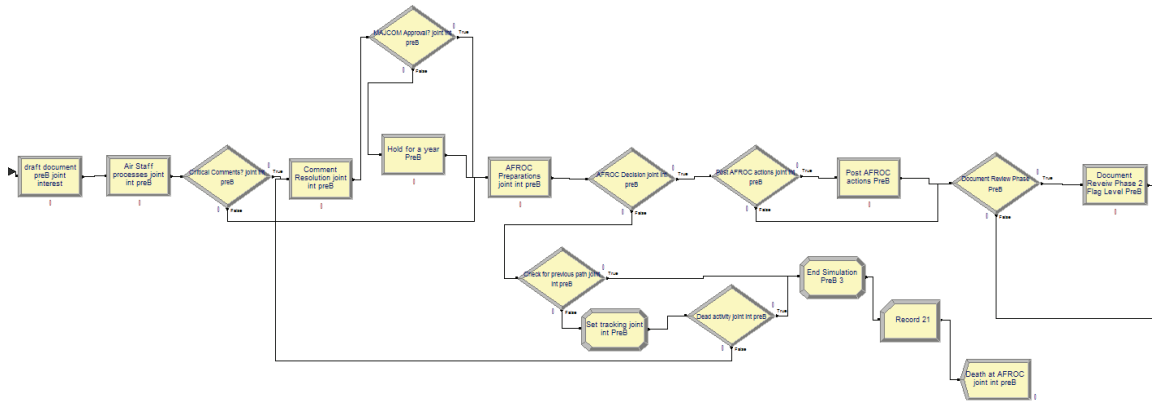 MAJCOM Approval? joint int
preB
True
False
Hold for a year
PreB
draft document
preB joint
interest
Air Staff
processes joint
int preB
Critical Comments? joint int
preB
True
False
Comment
Resolution joint
int preB
AFROC
Preparations
joint int preB
AFROC Decision joint int
PreB
True
False
Post AFROC actions joint int
PreB
True
False
Post AFROC
actions PreB
Document Review Phase
PreB
True
False
Document
Reveiw Phase 2
Flag Level PreB
Check for previous path joint
int preB
True
False
Set tracking joint
int PreB
Dead activity joint int preB
True
False
End Simulation
PreB 3
Record 21
Death at AFROC
joint int preB